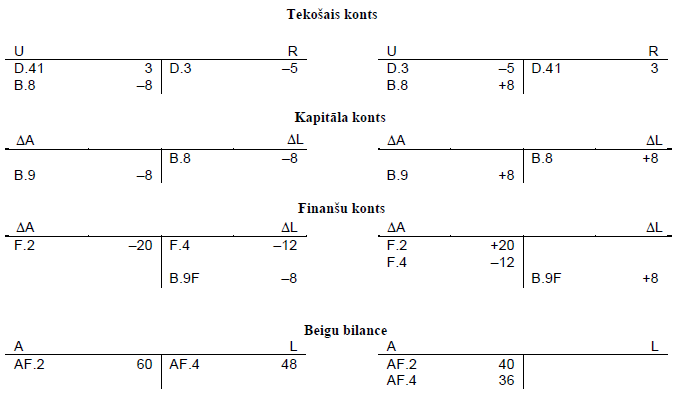 Tekošais konts
U R U R
D.41 3 D.3 –5 D.3 –5 D.41 3
B.8 –8 B.8 +8
Kapitāla konts
ΔA ΔL ΔA ΔL
B.8 –8 B.8 +8
B.9 –8 B.9 +8
Finanšu konts
ΔA ΔL ΔA ΔL
F.2 –20 F.4 –12 F.2 +20
F.4 –12
B.9F –8 B.9F +8
Beigu bilance
A L A L
AF.2 60 AF.4 48 AF.2 40
AF.4 36